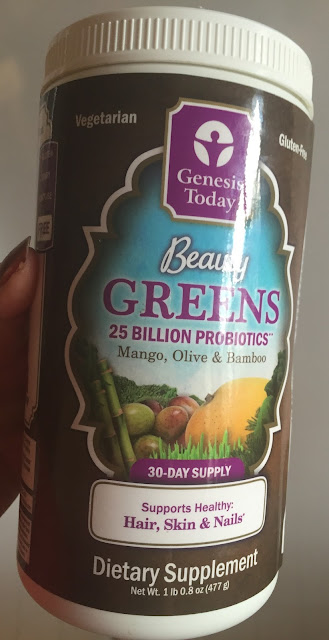 Vegetarian
Gluten-Free
Genesis
Today
Beauty
GREENS
25 BILLION PROBIOTICS**
Mango, Olive & Bamboo
30-DAY SUPPLY
Supports Healthy:
Hair, Skin & Nails*
Dietary Supplement
Net Wt. 1 lb 0.8 oz (477 g)